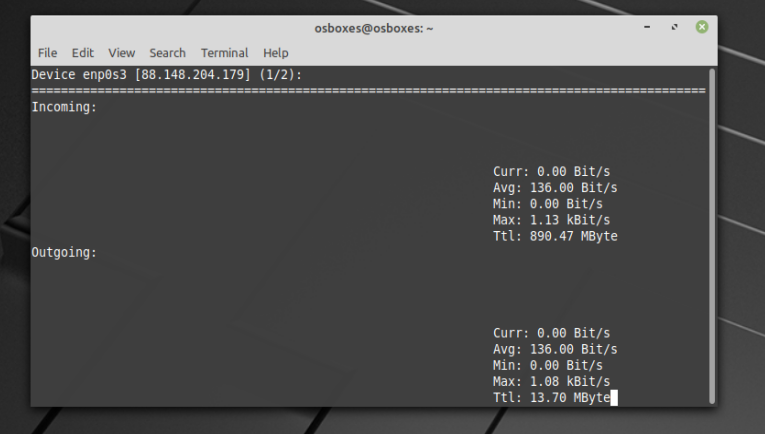 osboxes@osboxes: ~
File Edit View Search Terminal Help
Device enp0s3 [88.148.204.179] (1/2):
==========================================================================================
Incoming:
Curr: 0.00 Bit/s
Avg: 136.00 Bit/s
Min: 0.00 Bit/s
Max: 1.13 kBit/s
Ttl: 890.47 MByte
Outgoing:
Curr: 0.00 Bit/s
Avg: 136.00 Bit/s
Min: 0.00 Bit/s
Max: 1.08 kBit/s
Ttl: 13.70 MByte